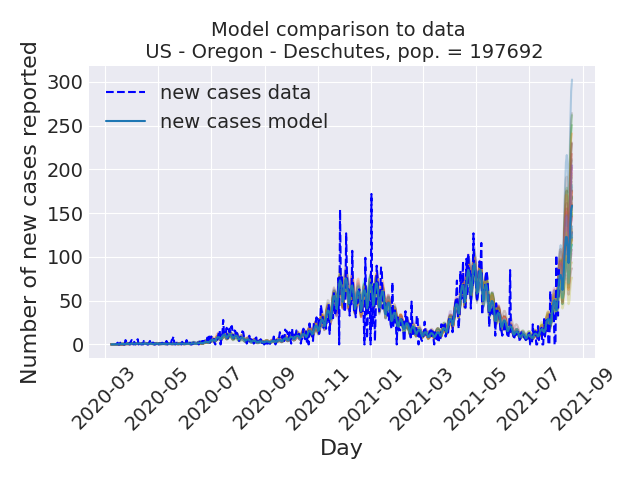 Model comparison to data
US - Oregon - Deschutes, pop. = 197692
Number of new cases reported
300
250
200
150
100
50
0
new cases data
new cases model
2020-03
2020-05
2020-07
2020-09
2020-11
2021-01
2021-03
2021-05
2021-07
2021-09
Day